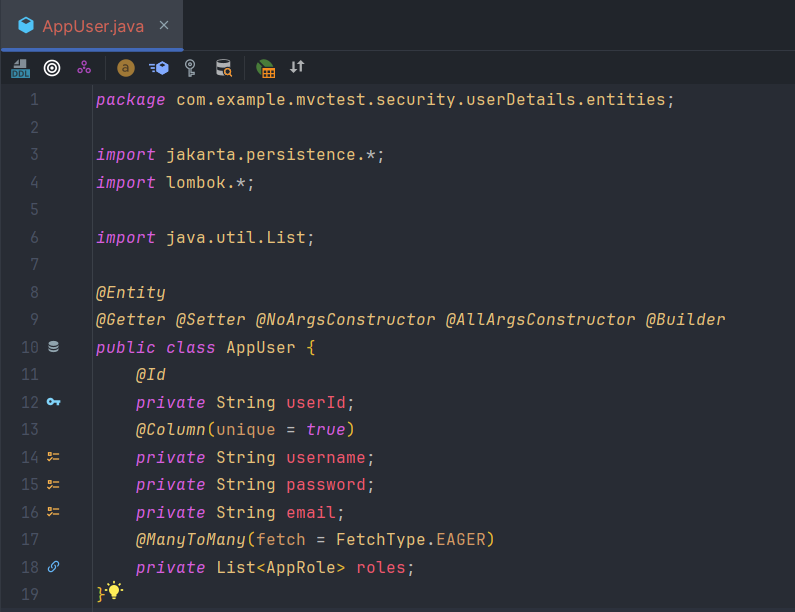 AppUser.java
DDL a
1 package com.example.mvctest.security.userDetails.entities;
2
3 import jakarta.persistence.*;
4 import lombok.*;
5
6 import java.util.List;
7
8 @Entity
9 @Getter @Setter @NoArgsConstructor @AllArgsConstructor @Builder
10 public class AppUser {
11 @Id
12 private String userId;
13 @Column(unique = true)
14 private String username;
15 private String password;
16 private String email;
17 @ManyToMany(fetch = FetchType.EAGER)
18 private List<AppRole> roles;
19 }